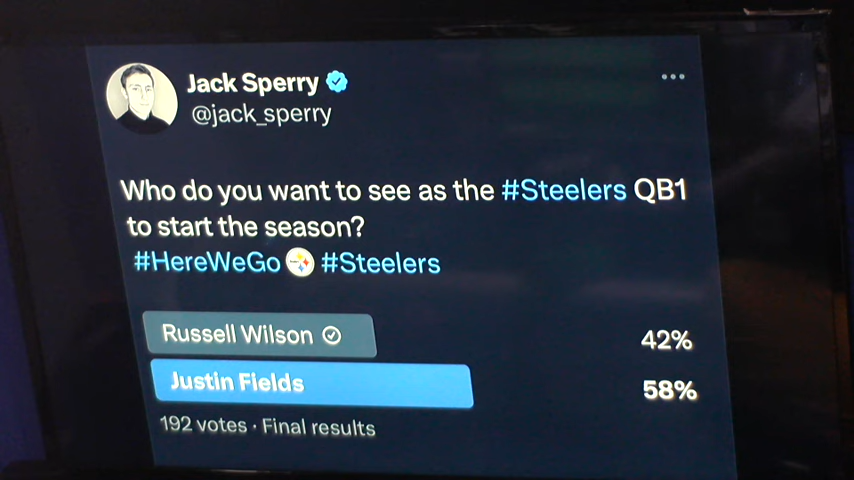 Jack Sperry
@jack_sperry
Who do you want to see as the #Steelers QB1
to start the season?
#HereWeGo #Steelers
Russell Wilson 42%
Justin Fields 58%
192 votes · Final results